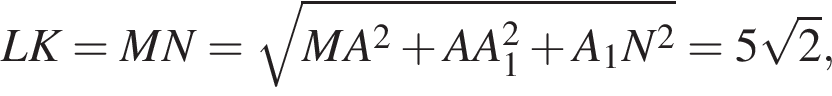 LK = MN = √(MA² + AA₁² + A₁N²) = 5√2,